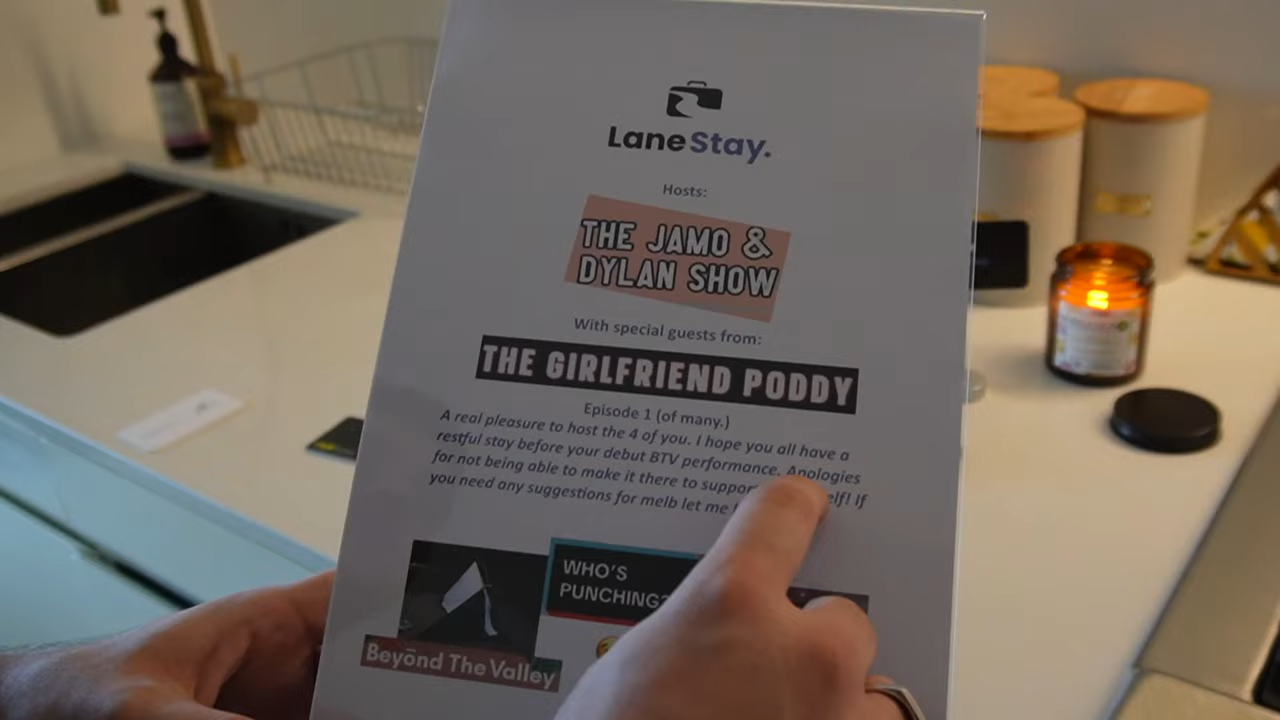 LaneStay.
Hosts:
THE JAMO &
DYLAN SHOW
With special guests from:
THE GIRLFRIEND PODDY
Episode 1 (of many.)
A real pleasure to host the 4 of you. I hope you all have a
restful stay before your debut BTV performance. Apologies
for not being able to make it there to suppor elf! If
you need any suggestions for melb let me
WHO'S
PUNCHING?
Beyond The Valley